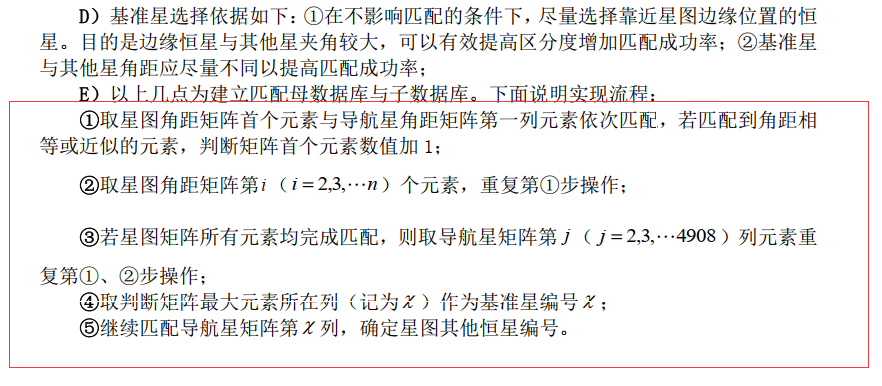 D）基准星选择依据如下：①在不影响匹配的条件下，尽量选择靠近星图边缘位置的恒
星。目的是边缘恒星与其他星夹角较大，可以有效提高区分度增加匹配成功率；②基准星
与其他星角距应尽量不同以提高匹配成功率；
E）以上几点为建立匹配母数据库与子数据库。下面说明实现流程：
①取星图角距矩阵首个元素与导航星角距矩阵第一列元素依次匹配，若匹配到角距相
等或近似的元素，判断矩阵首个元素数值加 1；
②取星图角距矩阵第 i（i = 2,3,⋯n）个元素，重复第①步操作；
③若星图矩阵所有元素均完成匹配，则取导航星矩阵第 j（j = 2,3,⋯4908）列元素重
复第①、②步操作；
④取判断矩阵最大元素所在列（记为 χ）作为基准星编号 χ；
⑤继续匹配导航星矩阵第 χ 列，确定星图其他恒星编号。